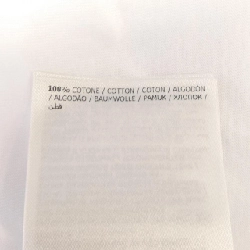 100% COTONE / COTTON / COTON / ALGODÓN
/ ALGODÃO / BAUMWOLLE / PAMUK / ХЛОПОК /
قطن